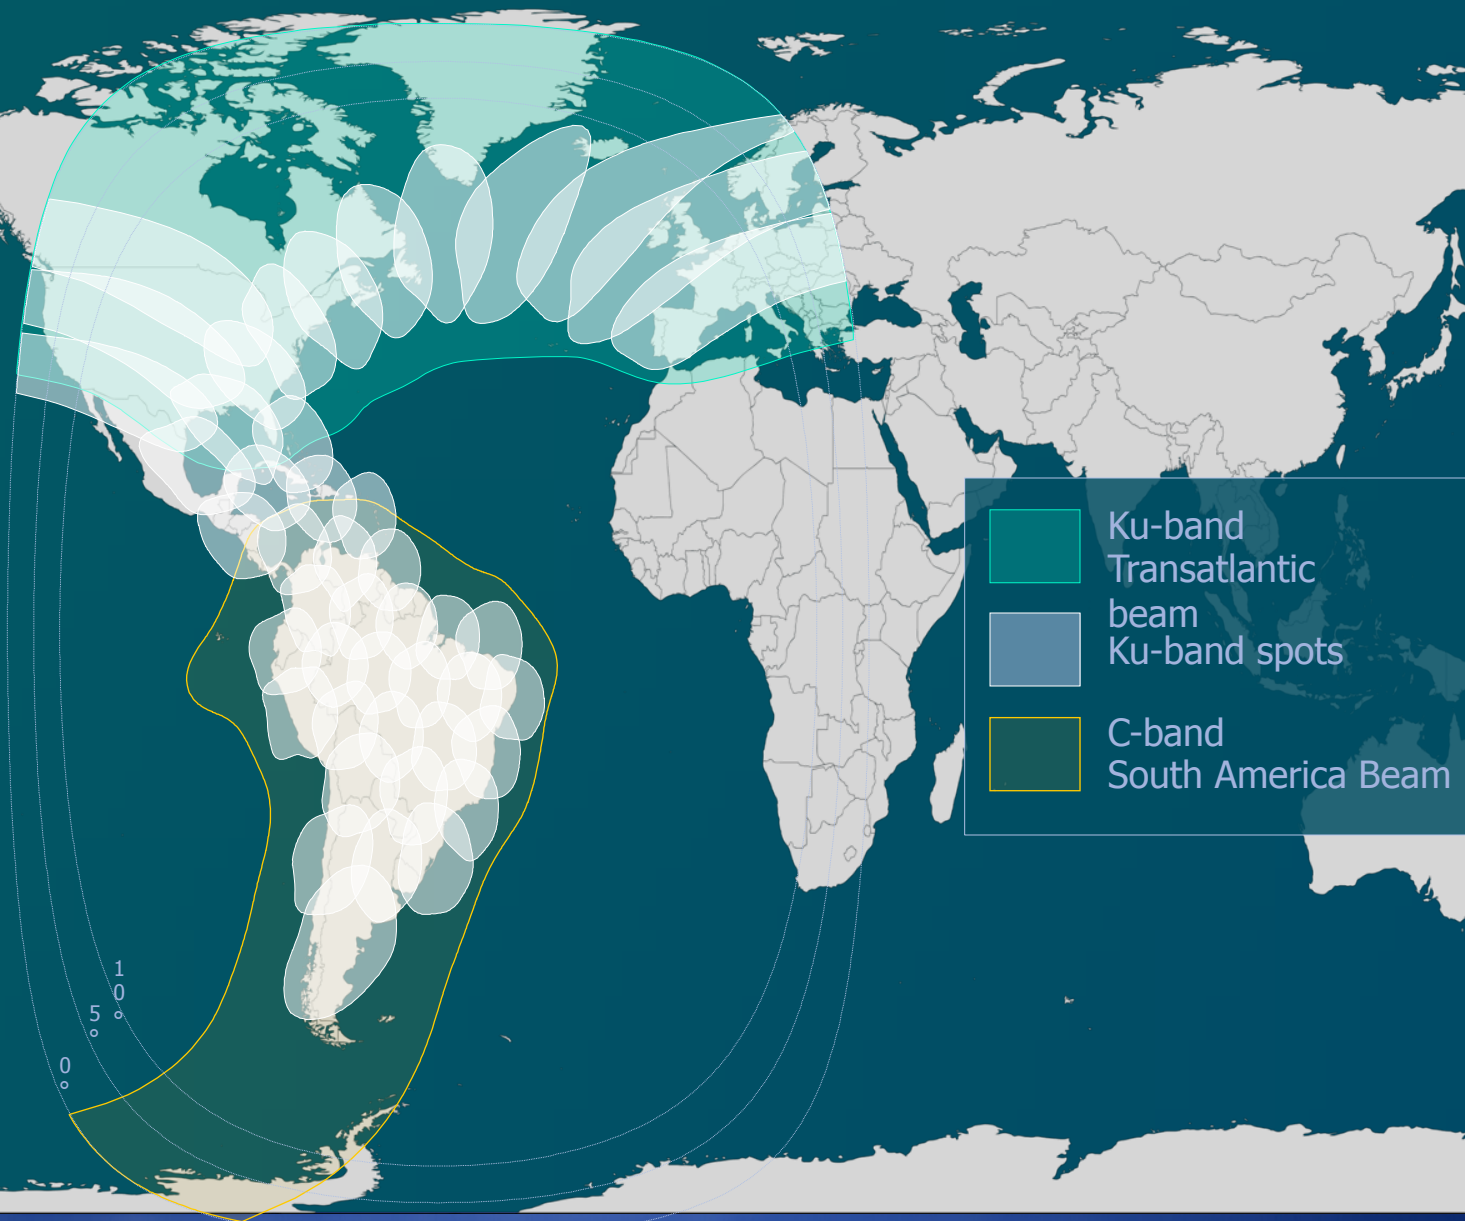 Ku-band
Transatlantic
beam
Ku-band spots
C-band
South America Beam
10°
5°
0°